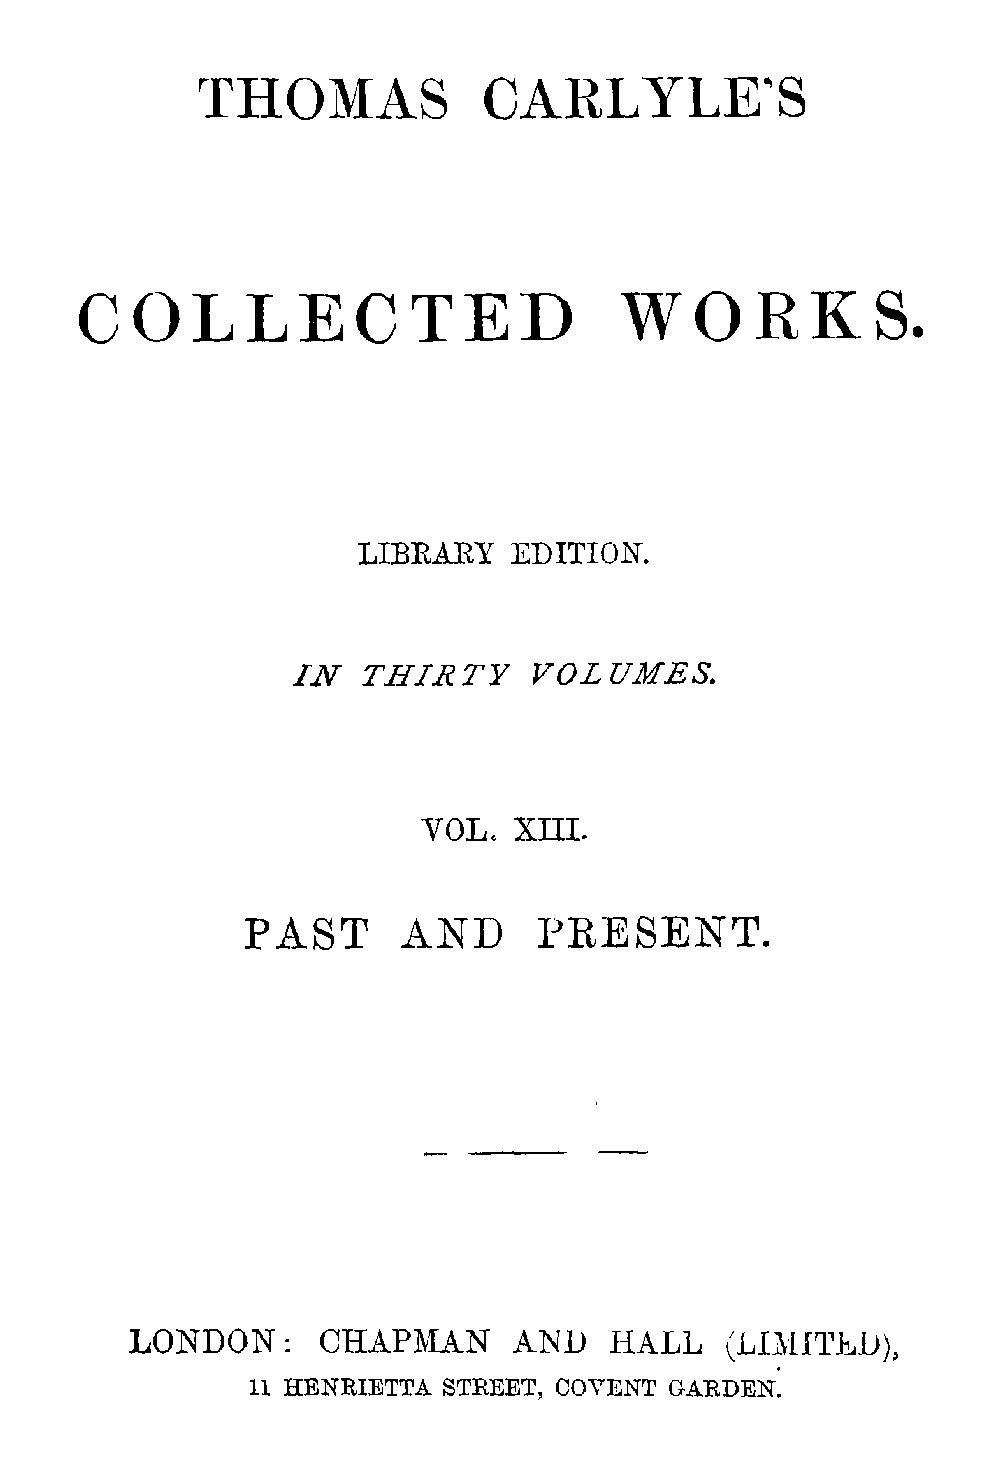 THOMAS CARLYLE'S
COLLECTED WORKS.
LIBRARY EDITION.
IN THIRTY VOLUMES.
VOL. XIII.
PAST AND PRESENT.
LONDON: CHAPMAN AND HALL (LIMITED),
11 HENRIETTA STREET, COVENT GARDEN.